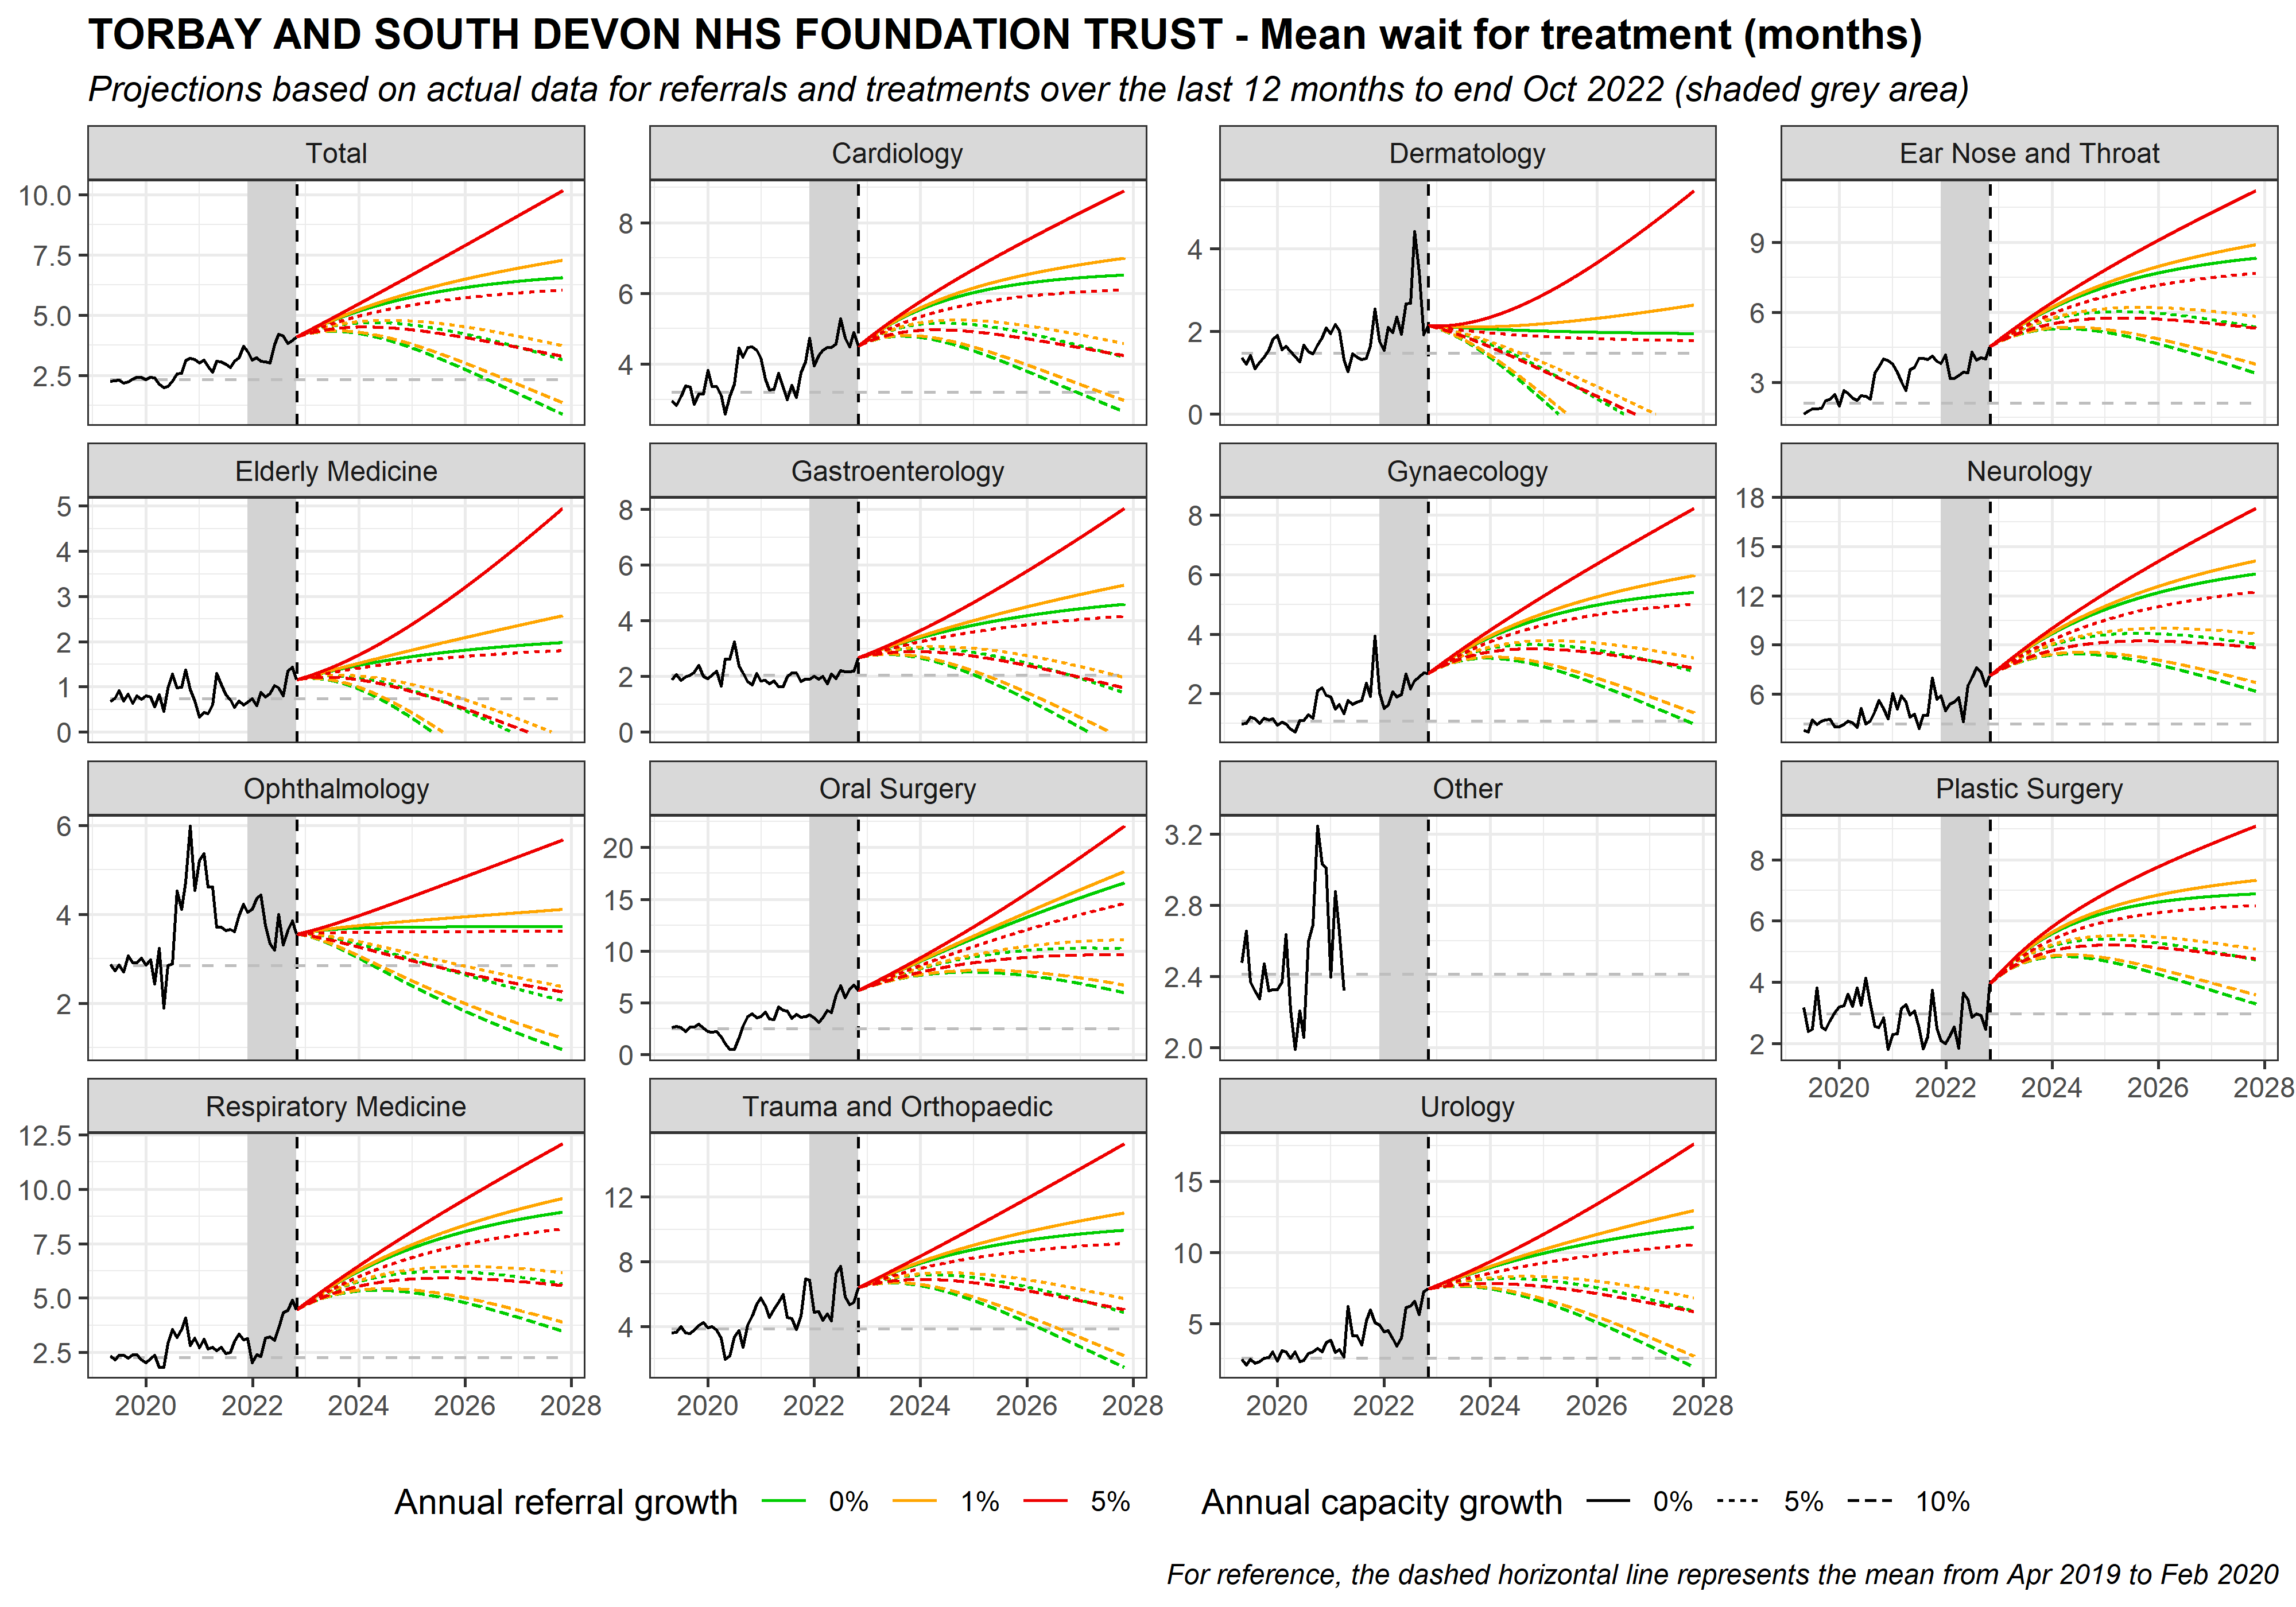 TORBAY AND SOUTH DEVON NHS FOUNDATION TRUST - Mean wait for treatment (months)
Projections based on actual data for referrals and treatments over the last 12 months to end Oct 2022 (shaded grey area)
Total
10.0
7.5
5.0
2.5
Cardiology
8
6
4
Dermatology
4
2
0
Ear Nose and Throat
9
6
3
Elderly Medicine
5
4
3
2
1
0
Gastroenterology
8
6
4
2
0
Gynaecology
8
6
4
2
Neurology
18
15
12
9
6
Ophthalmology
6
4
2
Oral Surgery
20
15
10
5
0
Other
3.2
2.8
2.4
2.0
Plastic Surgery
8
6
4
2
2020 2022 2024 2026 2028
Respiratory Medicine
12.5
10.0
7.5
5.0
2.5
2020 2022 2024 2026 2028
Trauma and Orthopaedic
12
8
4
2020 2022 2024 2026 2028
Urology
15
10
5
2020 2022 2024 2026 2028
Annual referral growth 0% 1% 5% Annual capacity growth 0% 5% 10%
For reference, the dashed horizontal line represents the mean from Apr 2019 to Feb 2020